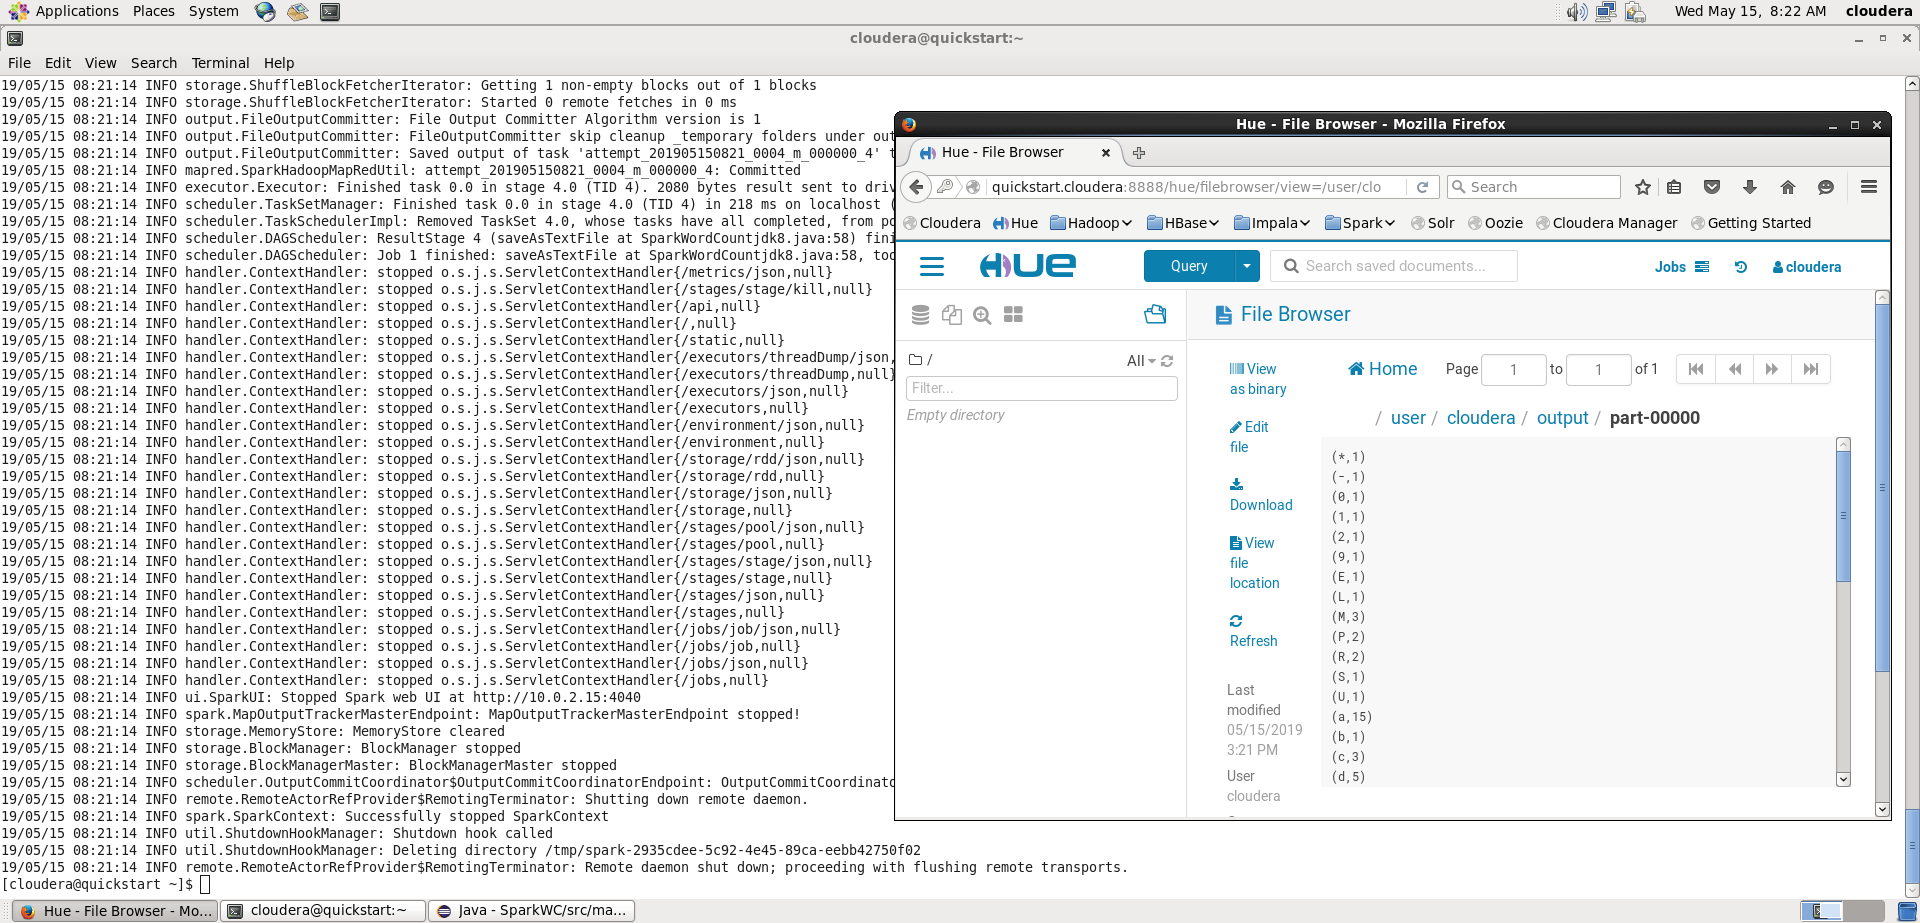 Applications Places System Wed May 15, 8:22 AM cloudera
cloudera@quickstart:~
File Edit View Search Terminal Help
19/05/15 08:21:14 INFO storage.ShuffleBlockFetcherIterator: Getting 1 non-empty blocks out of 1 blocks
19/05/15 08:21:14 INFO storage.ShuffleBlockFetcherIterator: Started 0 remote fetches in 0 ms
19/05/15 08:21:14 INFO output.FileOutputCommitter: File Output Committer Algorithm version is 1
19/05/15 08:21:14 INFO output.FileOutputCommitter: FileOutputCommitter skip cleanup _temporary folders under out
19/05/15 08:21:14 INFO output.FileOutputCommitter: Saved output of task 'attempt_201905150821_0004_m_000000_4' t
19/05/15 08:21:14 INFO mapred.SparkHadoopMapRedUtil: attempt_201905150821_0004_m_000000_4: Committed
19/05/15 08:21:14 INFO executor.Executor: Finished task 0.0 in stage 4.0 (TID 4). 2080 bytes result sent to driv
19/05/15 08:21:14 INFO scheduler.TaskSetManager: Finished task 0.0 in stage 4.0 (TID 4) in 218 ms on localhost (
19/05/15 08:21:14 INFO scheduler.TaskSchedulerImpl: Removed TaskSet 4.0, whose tasks have all completed, from po
19/05/15 08:21:14 INFO scheduler.DAGScheduler: ResultStage 4 (saveAsTextFile at SparkWordCountjdk8.java:58) fini
19/05/15 08:21:14 INFO scheduler.DAGScheduler: Job 1 finished: saveAsTextFile at SparkWordCountjdk8.java:58, too
19/05/15 08:21:14 INFO handler.ContextHandler: stopped o.s.j.s.ServletContextHandler{/metrics/json,null}
19/05/15 08:21:14 INFO handler.ContextHandler: stopped o.s.j.s.ServletContextHandler{/stages/stage/kill,null}
19/05/15 08:21:14 INFO handler.ContextHandler: stopped o.s.j.s.ServletContextHandler{/api,null}
19/05/15 08:21:14 INFO handler.ContextHandler: stopped o.s.j.s.ServletContextHandler{/,null}
19/05/15 08:21:14 INFO handler.ContextHandler: stopped o.s.j.s.ServletContextHandler{/static,null}
19/05/15 08:21:14 INFO handler.ContextHandler: stopped o.s.j.s.ServletContextHandler{/executors/threadDump/json,
19/05/15 08:21:14 INFO handler.ContextHandler: stopped o.s.j.s.ServletContextHandler{/executors/threadDump,null}
19/05/15 08:21:14 INFO handler.ContextHandler: stopped o.s.j.s.ServletContextHandler{/executors/json,null}
19/05/15 08:21:14 INFO handler.ContextHandler: stopped o.s.j.s.ServletContextHandler{/executors,null}
19/05/15 08:21:14 INFO handler.ContextHandler: stopped o.s.j.s.ServletContextHandler{/environment/json,null}
19/05/15 08:21:14 INFO handler.ContextHandler: stopped o.s.j.s.ServletContextHandler{/environment,null}
19/05/15 08:21:14 INFO handler.ContextHandler: stopped o.s.j.s.ServletContextHandler{/storage/rdd/json,null}
19/05/15 08:21:14 INFO handler.ContextHandler: stopped o.s.j.s.ServletContextHandler{/storage/rdd,null}
19/05/15 08:21:14 INFO handler.ContextHandler: stopped o.s.j.s.ServletContextHandler{/storage/json,null}
19/05/15 08:21:14 INFO handler.ContextHandler: stopped o.s.j.s.ServletContextHandler{/storage,null}
19/05/15 08:21:14 INFO handler.ContextHandler: stopped o.s.j.s.ServletContextHandler{/stages/pool/json,null}
19/05/15 08:21:14 INFO handler.ContextHandler: stopped o.s.j.s.ServletContextHandler{/stages/pool,null}
19/05/15 08:21:14 INFO handler.ContextHandler: stopped o.s.j.s.ServletContextHandler{/stages/stage/json,null}
19/05/15 08:21:14 INFO handler.ContextHandler: stopped o.s.j.s.ServletContextHandler{/stages/stage,null}
19/05/15 08:21:14 INFO handler.ContextHandler: stopped o.s.j.s.ServletContextHandler{/stages/json,null}
19/05/15 08:21:14 INFO handler.ContextHandler: stopped o.s.j.s.ServletContextHandler{/stages,null}
19/05/15 08:21:14 INFO handler.ContextHandler: stopped o.s.j.s.ServletContextHandler{/jobs/job/json,null}
19/05/15 08:21:14 INFO handler.ContextHandler: stopped o.s.j.s.ServletContextHandler{/jobs/job,null}
19/05/15 08:21:14 INFO handler.ContextHandler: stopped o.s.j.s.ServletContextHandler{/jobs/json,null}
19/05/15 08:21:14 INFO handler.ContextHandler: stopped o.s.j.s.ServletContextHandler{/jobs,null}
19/05/15 08:21:14 INFO ui.SparkUI: Stopped Spark web UI at http://10.0.2.15:4040
19/05/15 08:21:14 INFO spark.MapOutputTrackerMasterEndpoint: MapOutputTrackerMasterEndpoint stopped!
19/05/15 08:21:14 INFO storage.MemoryStore: MemoryStore cleared
19/05/15 08:21:14 INFO storage.BlockManager: BlockManager stopped
19/05/15 08:21:14 INFO storage.BlockManagerMaster: BlockManagerMaster stopped
19/05/15 08:21:14 INFO scheduler.OutputCommitCoordinator$OutputCommitCoordinatorEndpoint: OutputCommitCoordinato
19/05/15 08:21:14 INFO remote.RemoteActorRefProvider$RemotingTerminator: Shutting down remote daemon.
19/05/15 08:21:14 INFO spark.SparkContext: Successfully stopped SparkContext
19/05/15 08:21:14 INFO util.ShutdownHookManager: Shutdown hook called
19/05/15 08:21:14 INFO util.ShutdownHookManager: Deleting directory /tmp/spark-2935cdee-5c92-4e45-89ca-eebb42750f02
19/05/15 08:21:14 INFO remote.RemoteActorRefProvider$RemotingTerminator: Remote daemon shut down; proceeding with flushing remote transports.
[cloudera@quickstart ~]$
Hue - File Browser - Mozilla Firefox
Hue - File Browser
quickstart.cloudera:8888/hue/filebrowser/view=/user/clo Search
Cloudera Hue Hadoop HBase Impala Spark Solr Oozie Cloudera Manager Getting Started
HUE Query Search saved documents... Jobs cloudera
File Browser
/ All
Filter...
Empty directory
View
as binary
Edit
file
Download
View
file
location
Refresh
Last
modified
05/15/2019
3:21 PM
User
cloudera
Home Page 1 to 1 of 1
/ user / cloudera / output / part-00000
(*,1)
(-,1)
(0,1)
(1,1)
(2,1)
(9,1)
(E,1)
(L,1)
(M,3)
(P,2)
(R,2)
(S,1)
(U,1)
(a,15)
(b,1)
(c,3)
(d,5)
Hue - File Browser - Mo... cloudera@quickstart:~ Java - SparkWC/src/ma...